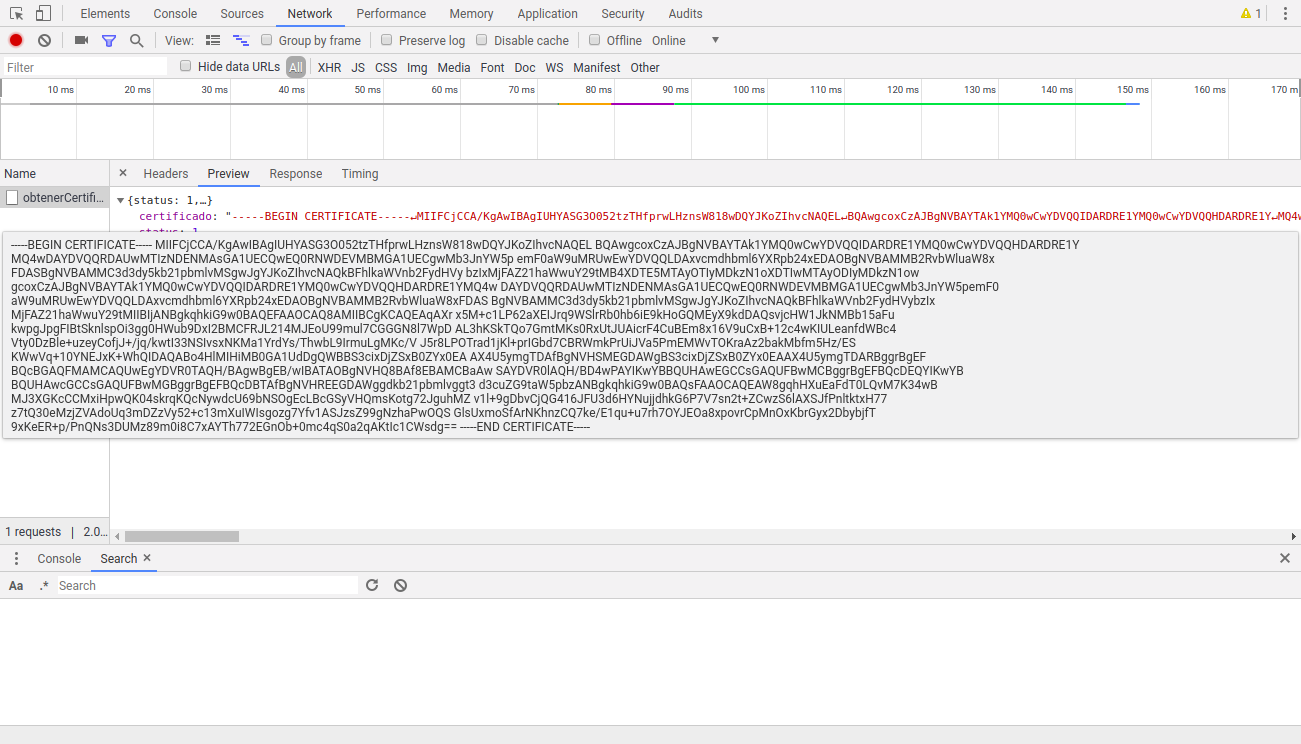 Elements Console Sources Network Performance Memory Application Security Audits 1
View: Group by frame Preserve log Disable cache Offline Online
Filter Hide data URLs All XHR JS CSS Img Media Font Doc WS Manifest Other
10 ms 20 ms 30 ms 40 ms 50 ms 60 ms 70 ms 80 ms 90 ms 100 ms 110 ms 120 ms 130 ms 140 ms 150 ms 160 ms 170 m
Name × Headers Preview Response Timing
obtenerCertifi... {status: 1,…}
certificado: "-----BEGIN CERTIFICATE-----↵MIIFCjCCA/KgAwIBAgIUHYASG3O052tzTHfprwLHznsW818wDQYJKoZIhvcNAQEL↵BQAwgcoxCzAJBgNVBAYTAk1YMQ0wCwYDVQQIDARDRE1YMQ0wCwYDVQQHDARDRE1Y↵MQ4w
-----BEGIN CERTIFICATE----- MIIFCjCCA/KgAwIBAgIUHYASG3O052tzTHfprwLHznsW818wDQYJKoZIhvcNAQEL BQAwgcoxCzAJBgNVBAYTAk1YMQ0wCwYDVQQIDARDRE1YMQ0wCwYDVQQHDARDRE1Y
MQ4wDAYDVQQRDAUwMTIzNDENMAsGA1UECQwEQ0RNWDEVMBMGA1UECgwMb3JnYW5p emF0aW9uMRUwEwYDVQQLDAxvcmdhbml6YXRpb24xEDAOBgNVBAMMB2RvbWluaW8x
FDASBgNVBAMMC3d3dy5kb21pbmlvMSgwJgYJKoZIhvcNAQkBFhlkaWVnb2FydHVy bzIxMjFAZ21haWwuY29tMB4XDTE5MTAyOTIyMDkzN1oXDTIwMTAyODIyMDkzN1ow
gcoxCzAJBgNVBAYTAk1YMQ0wCwYDVQQIDARDRE1YMQ0wCwYDVQQHDARDRE1YMQ4w DAYDVQQRDAUwMTIzNDENMAsGA1UECQwEQ0RNWDEVMBMGA1UECgwMb3JnYW5pemF0
aW9uMRUwEwYDVQQLDAxvcmdhbml6YXRpb24xEDAOBgNVBAMMB2RvbWluaW8xFDAS BgNVBAMMC3d3dy5kb21pbmlvMSgwJgYJKoZIhvcNAQkBFhlkaWVnb2FydHVybzIx
MjFAZ21haWwuY29tMIIBIjANBgkqhkiG9w0BAQEFAAOCAQ8AMIIBCgKCAQEAqAXr x5M+c1LP62aXEIJrq9WSlrRb0hb6iE9kHoGQMEyX9kdDAQsvjcHW1JkNMBb15aFu
kwpgJpgFIBtSknlspOi3gg0HWub9DxI2BMCFRJL214MJEoU99mul7CGGGN8l7WpD AL3hKSkTQo7GmtMKs0RxUtJUAicrF4CuBEm8x16V9uCxB+12c4wKIULeanfdWBc4
Vty0DzBle+uzeyCofjJ+/jq/kwtI33NSIvsxNKMa1YrdYs/ThwbL9IrmuLgMKc/V J5r8LPOTrad1jKl+prIGbd7CBRWmkPrUiJVa5PmEMWvTOKraAz2bakMbfm5Hz/ES
KWwVq+10YNEJxK+WhQIDAQABo4HlMIHiMB0GA1UdDgQWBBS3cixDjZSxB0ZYx0EA AX4U5ymgTDAfBgNVHSMEGDAWgBS3cixDjZSxB0ZYx0EAAX4U5ymgTDARBggrBgEF
BQcBGAQFMAMCAQUwEgYDVR0TAQH/BAgwBgEB/wIBATAOBgNVHQ8BAf8EBAMCBaAw SAYDVR0lAQH/BD4wPAYIKwYBBQUHAwEGCCsGAQUFBwMCBggrBgEFBQcDEQYIKwYB
BQUHAwcGCCsGAQUFBwMGBggrBgEFBQcDBTAfBgNVHREEGDAWggdkb21pbmlvggt3 d3cuZG9taW5pbzANBgkqhkiG9w0BAQsFAAOCAQEAW8gqhHXuEaFdT0LQvM7K34wB
MJ3XGKcCCMxiHpwQK04skrqKQcNywdcU69bNSOgEcLBcGSyVHQmsKotg72JguhMZ v1l+9gDbvCjQG416JFU3d6HYNujjdhkG6P7V7sn2t+ZCwzS6lAXSJfPnltktxH77
z7tQ30eMzjZVAdoUq3mDZzVy52+c13mXuIWIsgozg7Yfv1ASJzsZ99gNzhaPwOQS GlsUxmoSfArNKhnzCQ7ke/E1qu+u7rh7OYJEOa8xpovrCpMnOxKbrGyx2DbybjfT
9xKeER+p/PnQNs3DUMz89m0i8C7xAYTh772EGnOb+0mc4qS0a2qAKtIc1CWsdg== -----END CERTIFICATE-----
1 requests | 2.0...
Console Search ×
Aa .* Search